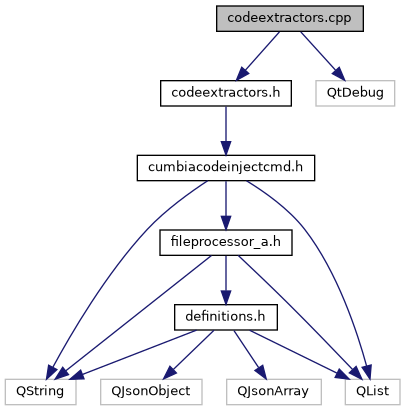 codeextractors.cpp
codeextractors.h
QtDebug
cumbiacodeinjectcmd.h
fileprocessor_a.h
definitions.h
QString
QJsonObject
QJsonArray
QList